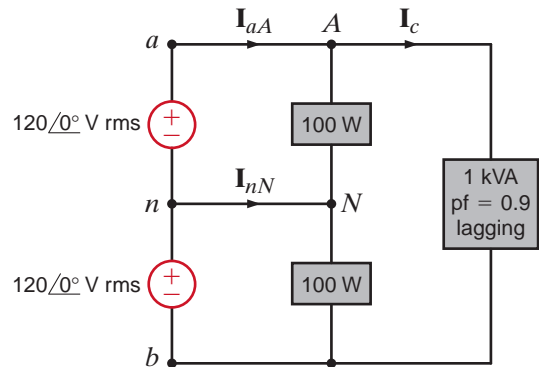 I_aA
A
I_c
a
+
120/0° V rms
–
100 W
I_nN
1 kVA
pf = 0.9
lagging
n
N
+
120/0° V rms
–
100 W
b